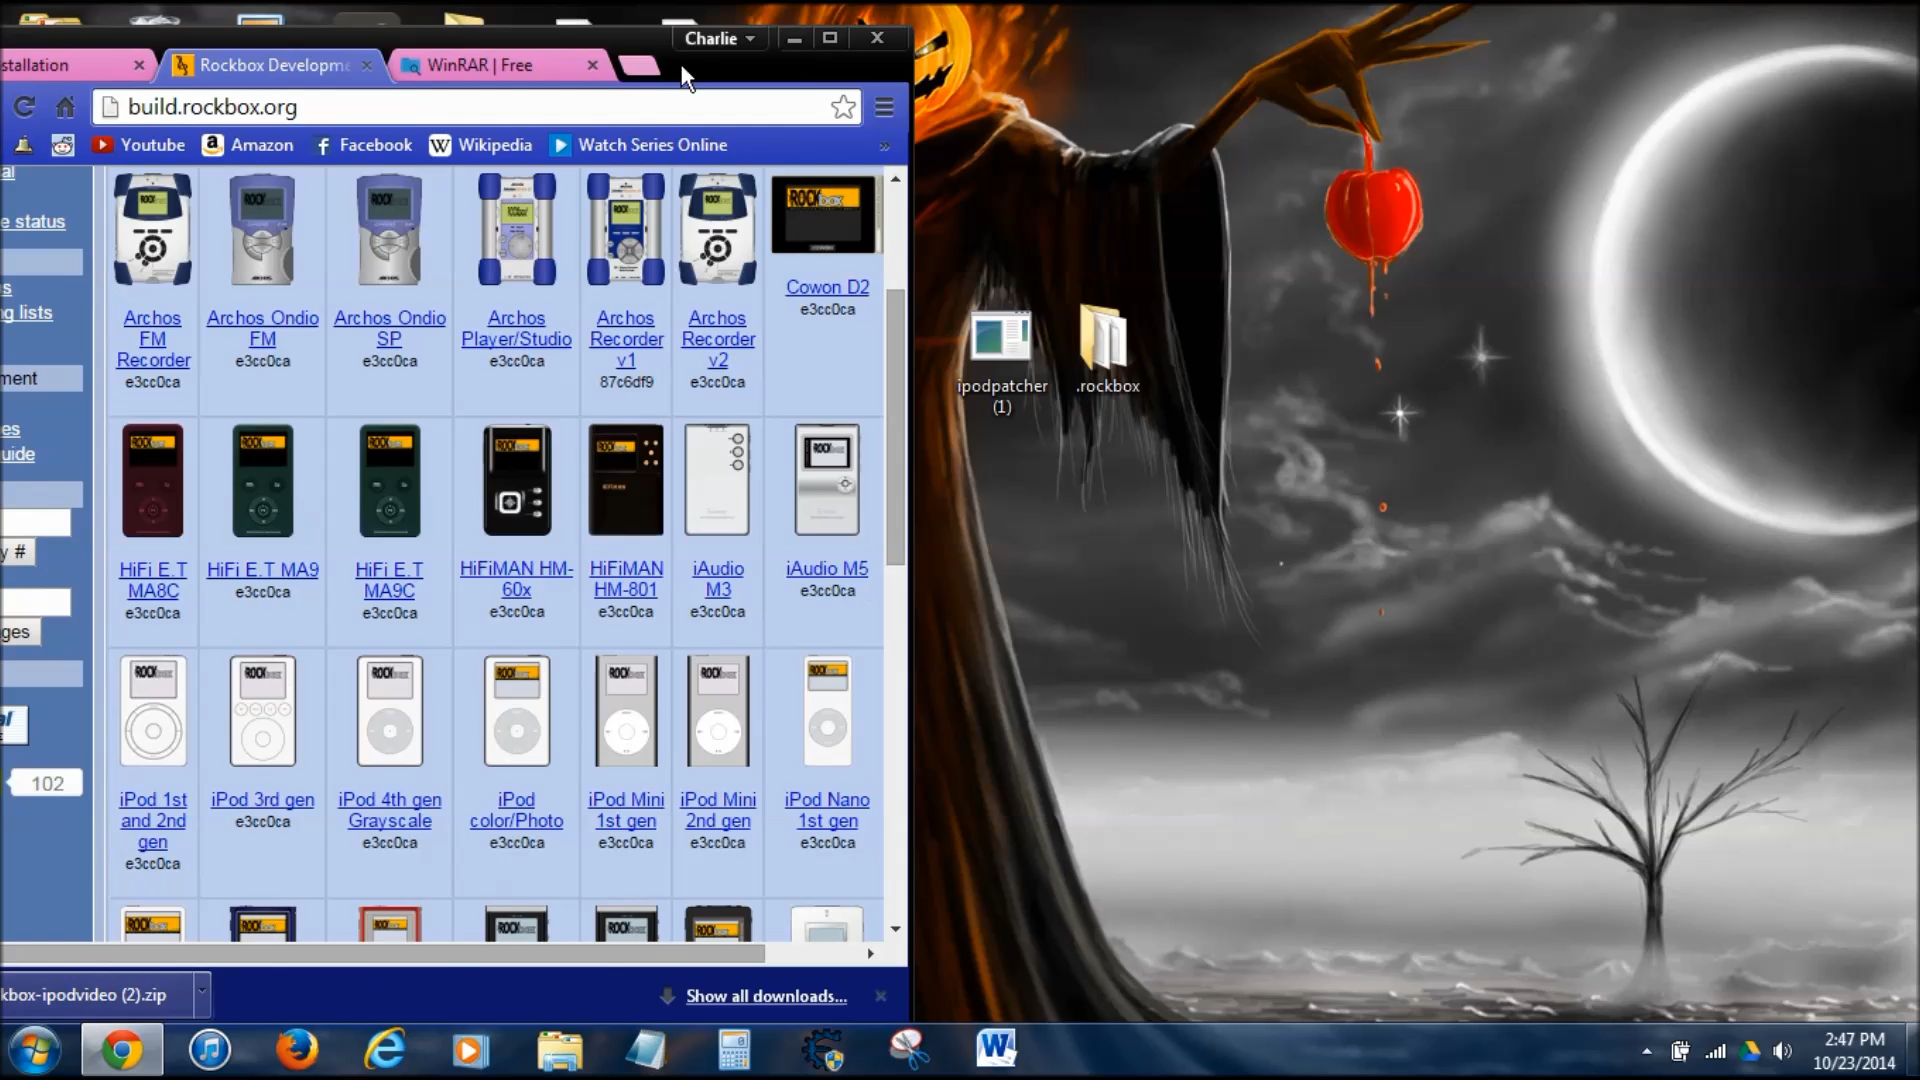 Charlie
stallation
Rockbox Developme
WinRAR | Free
build.rockbox.org
Youtube
Amazon
Facebook
Wikipedia
Watch Series Online
al
e status
s
ng lists
ment
es
uide
y #
ges
al
102
Archos FM Recorder e3cc0ca
Archos Ondio FM e3cc0ca
Archos Ondio SP e3cc0ca
Archos Player/Studio e3cc0ca
Archos Recorder v1 87c6df9
Archos Recorder v2 e3cc0ca
Cowon D2 e3cc0ca
HiFi E.T MA8C e3cc0ca
HiFi E.T MA9 e3cc0ca
HiFi E.T MA9C e3cc0ca
HiFiMAN HM-60x e3cc0ca
HiFiMAN HM-801 e3cc0ca
iAudio M3 e3cc0ca
iAudio M5 e3cc0ca
iPod 1st and 2nd gen e3cc0ca
iPod 3rd gen e3cc0ca
iPod 4th gen Grayscale e3cc0ca
iPod color/Photo e3cc0ca
iPod Mini 1st gen e3cc0ca
iPod Mini 2nd gen e3cc0ca
iPod Nano 1st gen e3cc0ca
kbox-ipodvideo (2).zip
Show all downloads...
ipodpatcher (1)
.rockbox
2:47 PM
10/23/2014